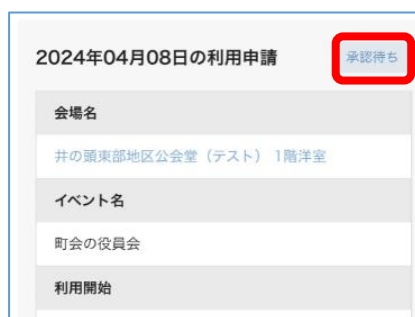 2024年04月08日の利用申請 承認待ち
会場名
井の頭東部地区公会堂（テスト） 1階洋室
イベント名
町会の役員会
利用開始